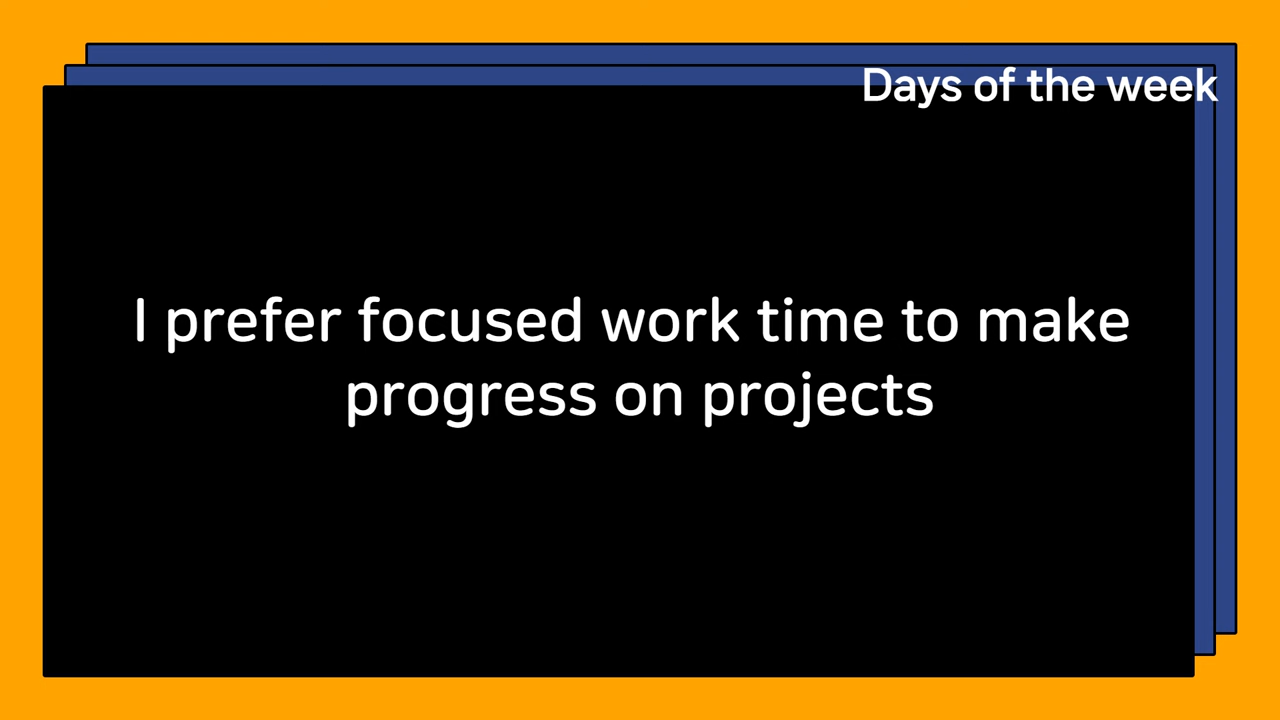 Days of the week
I prefer focused work time to make
progress on projects